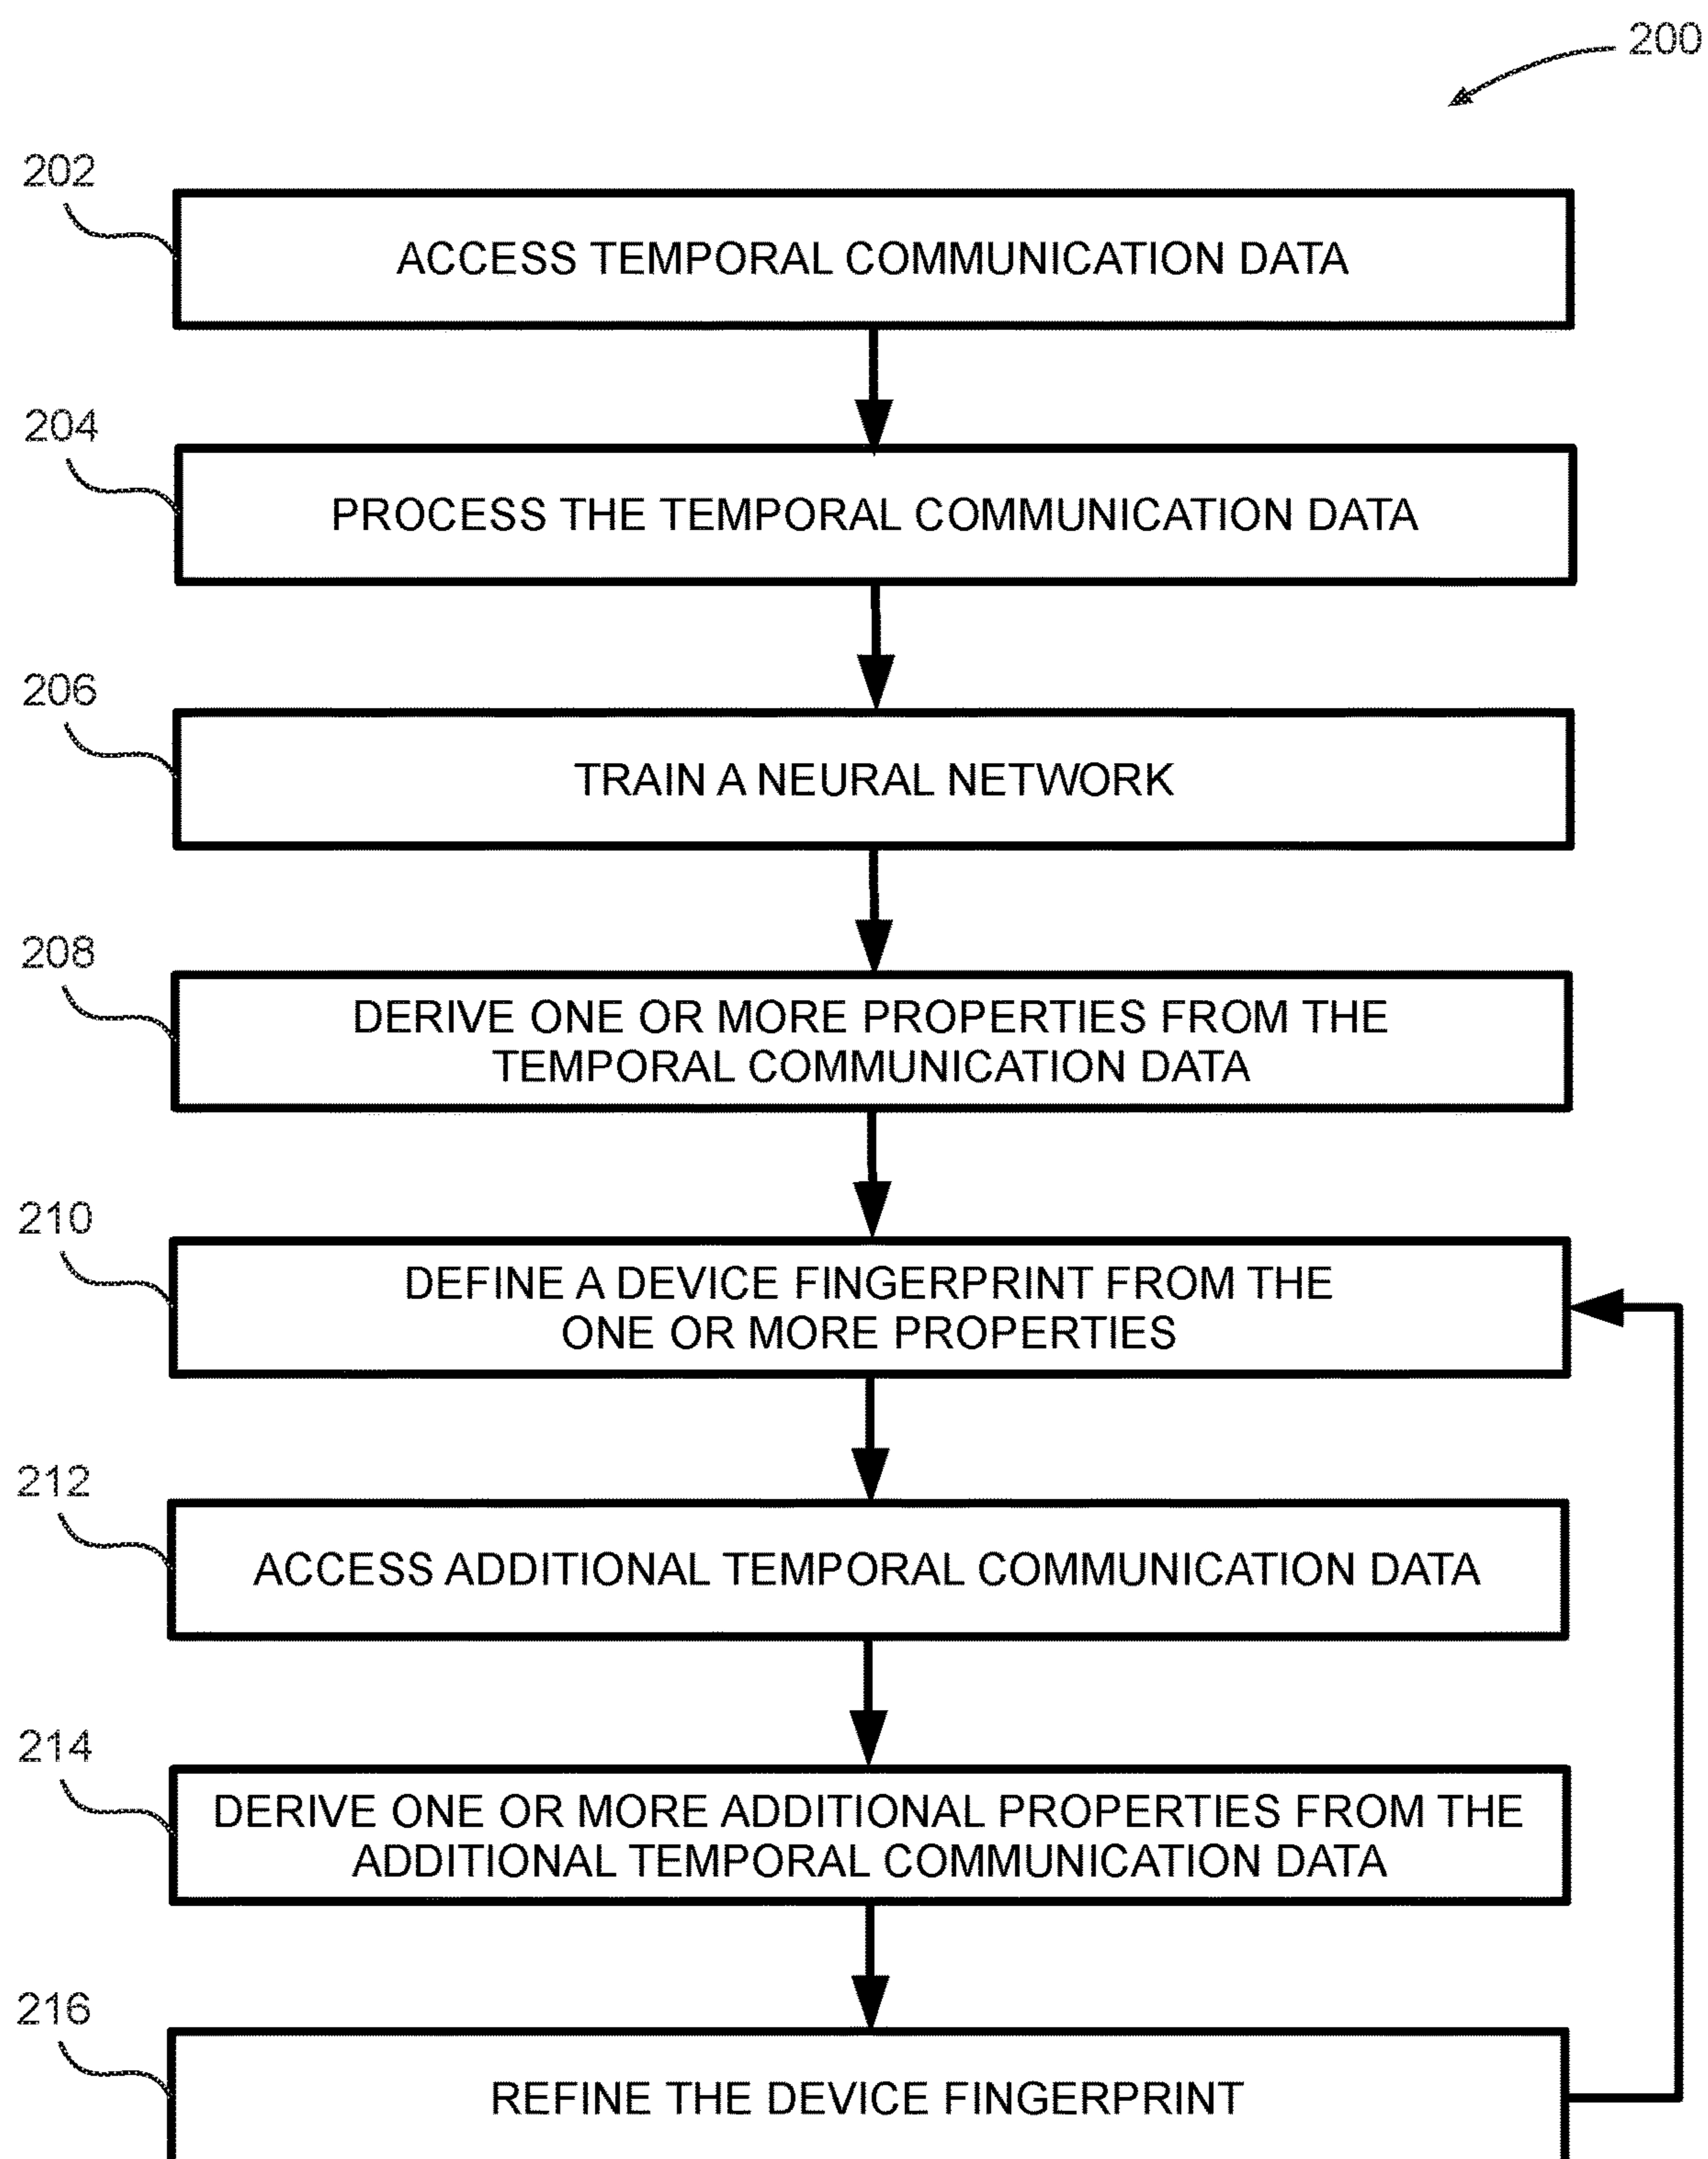 200
202
ACCESS TEMPORAL COMMUNICATION DATA
204
PROCESS THE TEMPORAL COMMUNICATION DATA
206
TRAIN A NEURAL NETWORK
208
DERIVE ONE OR MORE PROPERTIES FROM THE
TEMPORAL COMMUNICATION DATA
210
DEFINE A DEVICE FINGERPRINT FROM THE
ONE OR MORE PROPERTIES
212
ACCESS ADDITIONAL TEMPORAL COMMUNICATION DATA
214
DERIVE ONE OR MORE ADDITIONAL PROPERTIES FROM THE
ADDITIONAL TEMPORAL COMMUNICATION DATA
216
REFINE THE DEVICE FINGERPRINT